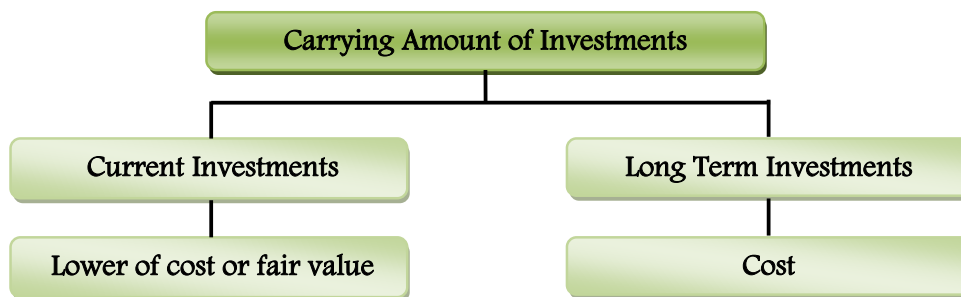 Carrying Amount of Investments
Current Investments
Long Term Investments
Lower of cost or fair value
Cost